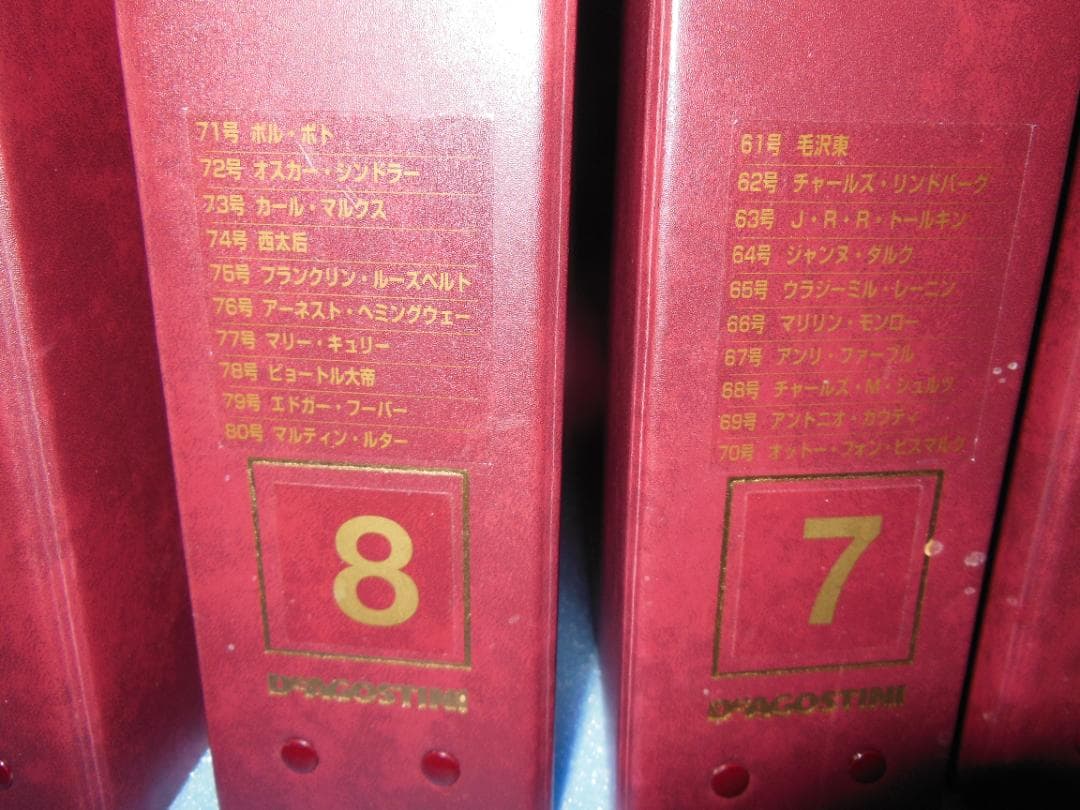 71号 ポル・ポト
72号 オスカー・シンドラー
73号 カール・マルクス
74号 西太后
75号 フランクリン・ルーズベルト
76号 アーネスト・ヘミングウェー
77号 マリー・キュリー
78号 ピョートル大帝
79号 エドガー・フーバー
80号 マルティン・ルター
8
DeAGOSTINI
61号 毛沢東
62号 チャールズ・リンドバーグ
63号 J・R・R・トールキン
64号 ジャンヌ・ダルク
65号 ウラジーミル・レーニン
66号 マリリン・モンロー
67号 アンリ・ファーブル
68号 チャールズ・M・シュルツ
69号 アントニオ・ガウディ
70号 オットー・フォン・ビスマルク
7
DeAGOSTINI